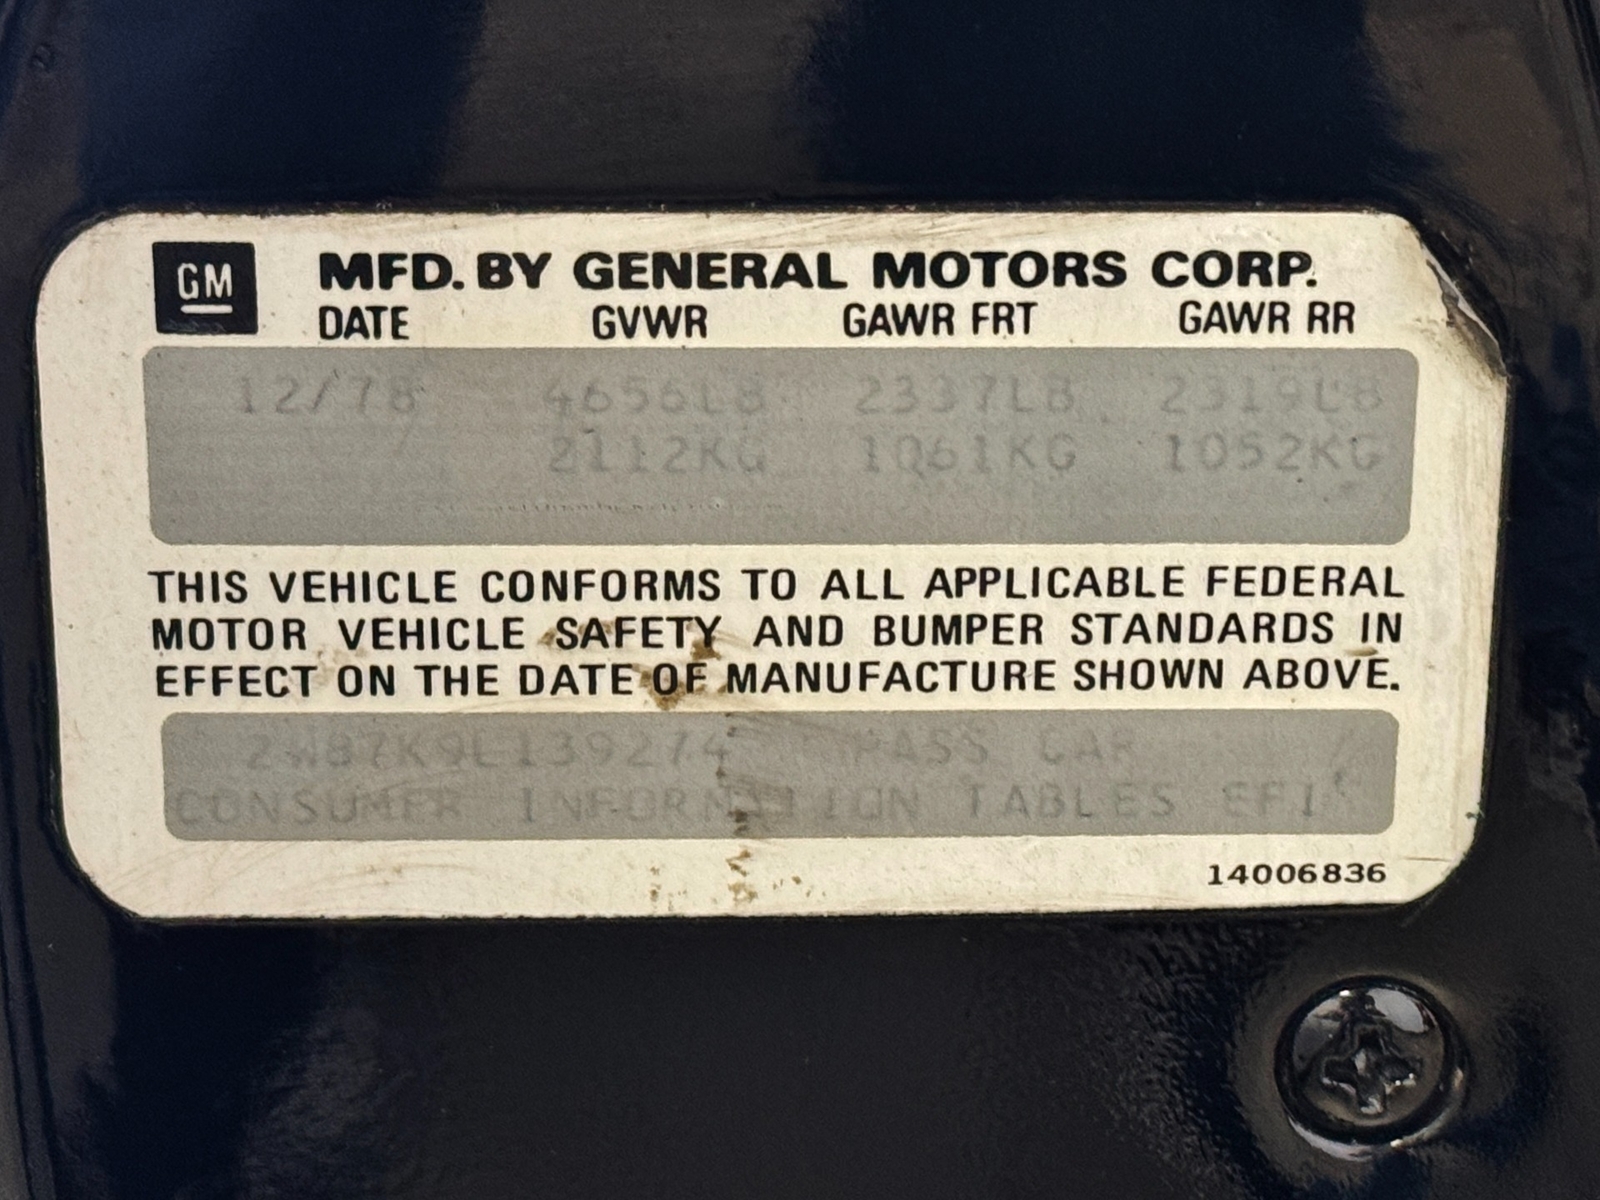 GM
MFD. BY GENERAL MOTORS CORP.
DATE GVWR GAWR FRT GAWR RR
12/78 4656LB 2337LB 2319LB
2112KG 1061KG 1052KG
THIS VEHICLE CONFORMS TO ALL APPLICABLE FEDERAL
MOTOR VEHICLE SAFETY AND BUMPER STANDARDS IN
EFFECT ON THE DATE OF MANUFACTURE SHOWN ABOVE.
2W87K9L139274 PASS CAR
CONSUMER INFORMATION TABLES
14006836